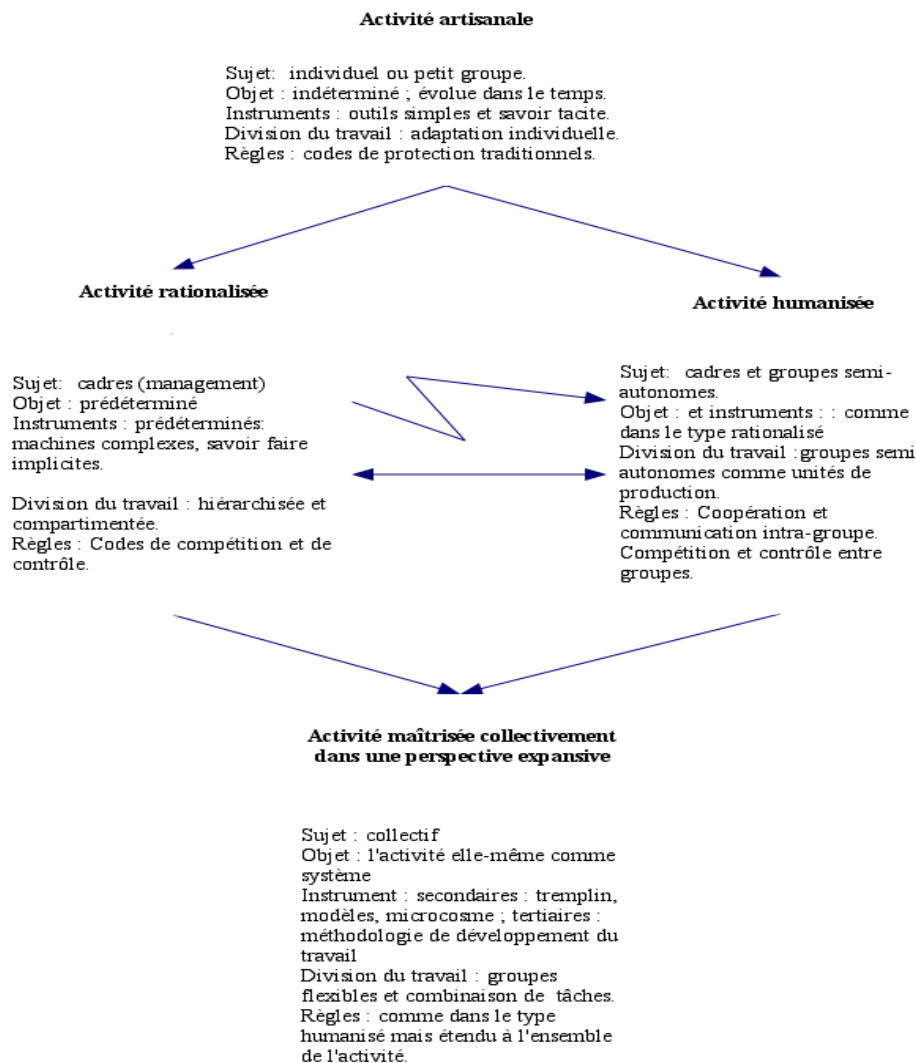 Activité artisanale
Sujet:  individuel ou petit groupe.
Objet : indéterminé ; évolue dans le temps.
Instruments : outils simples et savoir tacite.
Division du travail : adaptation individuelle.
Règles : codes de protection traditionnels.
Activité rationalisée
Sujet:  cadres (management)
Objet : prédéterminé
Instruments : prédéterminés:
machines complexes, savoir faire
implicites.
Division du travail : hiérarchisée et
compartimentée.
Règles : Codes de compétition et de
contrôle.
Activité humanisée
Sujet:  cadres et groupes semi-
autonomes.
Objet : et instruments : : comme
dans le type rationalisé
Division du travail :groupes semi
autonomes comme unités de
production.
Règles : Coopération et
communication intra-groupe.
Compétition et contrôle entre
groupes.
Activité maîtrisée collectivement
dans une perspective expansive
Sujet : collectif
Objet : l'activité elle-même comme
système
Instrument : secondaires : tremplin,
modèles, microcosme ; tertiaires :
méthodologie de développement du
travail
Division du travail : groupes
flexibles et combinaison de  tâches.
Règles : comme dans le type
humanisé mais étendu à l'ensemble
de l'activité.